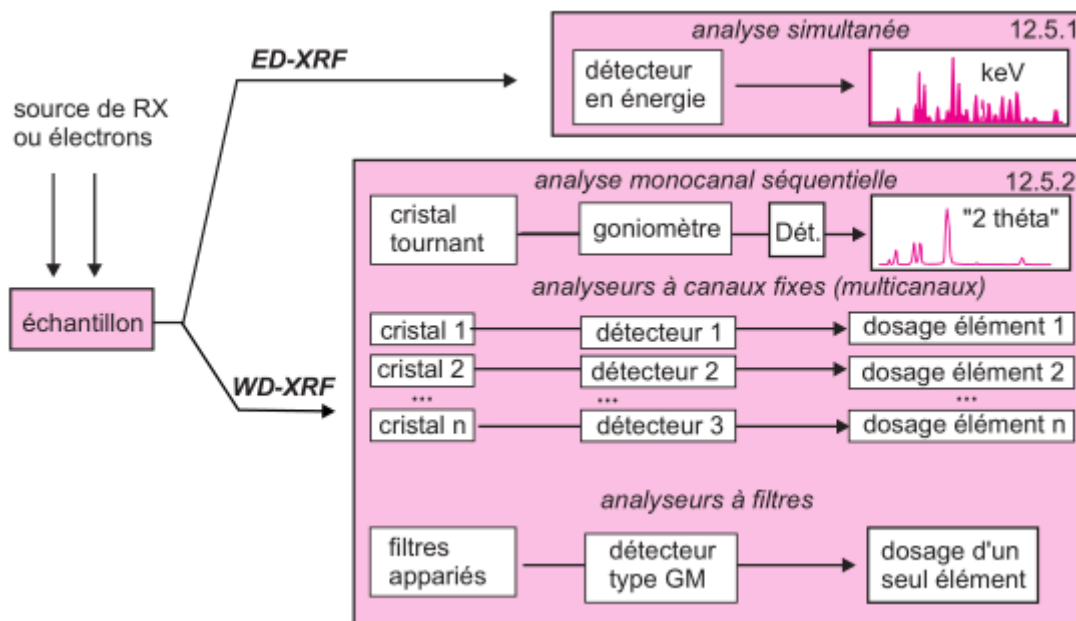 analyse simultanée 12.5.1
ED-XRF
détecteur
en énergie
keV
source de RX
ou électrons
analyse monocanal séquentielle 12.5.2
cristal
tournant
goniomètre
Dét.
"2 théta"
analyseurs à canaux fixes (multicanaux)
échantillon
cristal 1 détecteur 1 dosage élément 1
WD-XRF
cristal 2 détecteur 2 dosage élément 2
... ... ...
cristal n détecteur 3 dosage élément n
analyseurs à filtres
filtres
appariés
détecteur
type GM
dosage d'un
seul élément